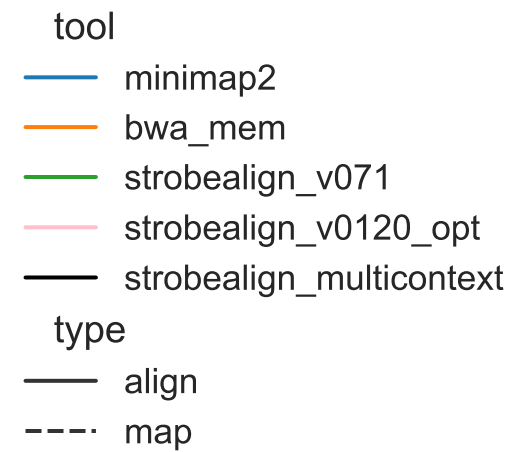 tool
minimap2
bwa_mem
strobealign_v071
strobealign_v0120_opt
strobealign_multicontext
type
align
map